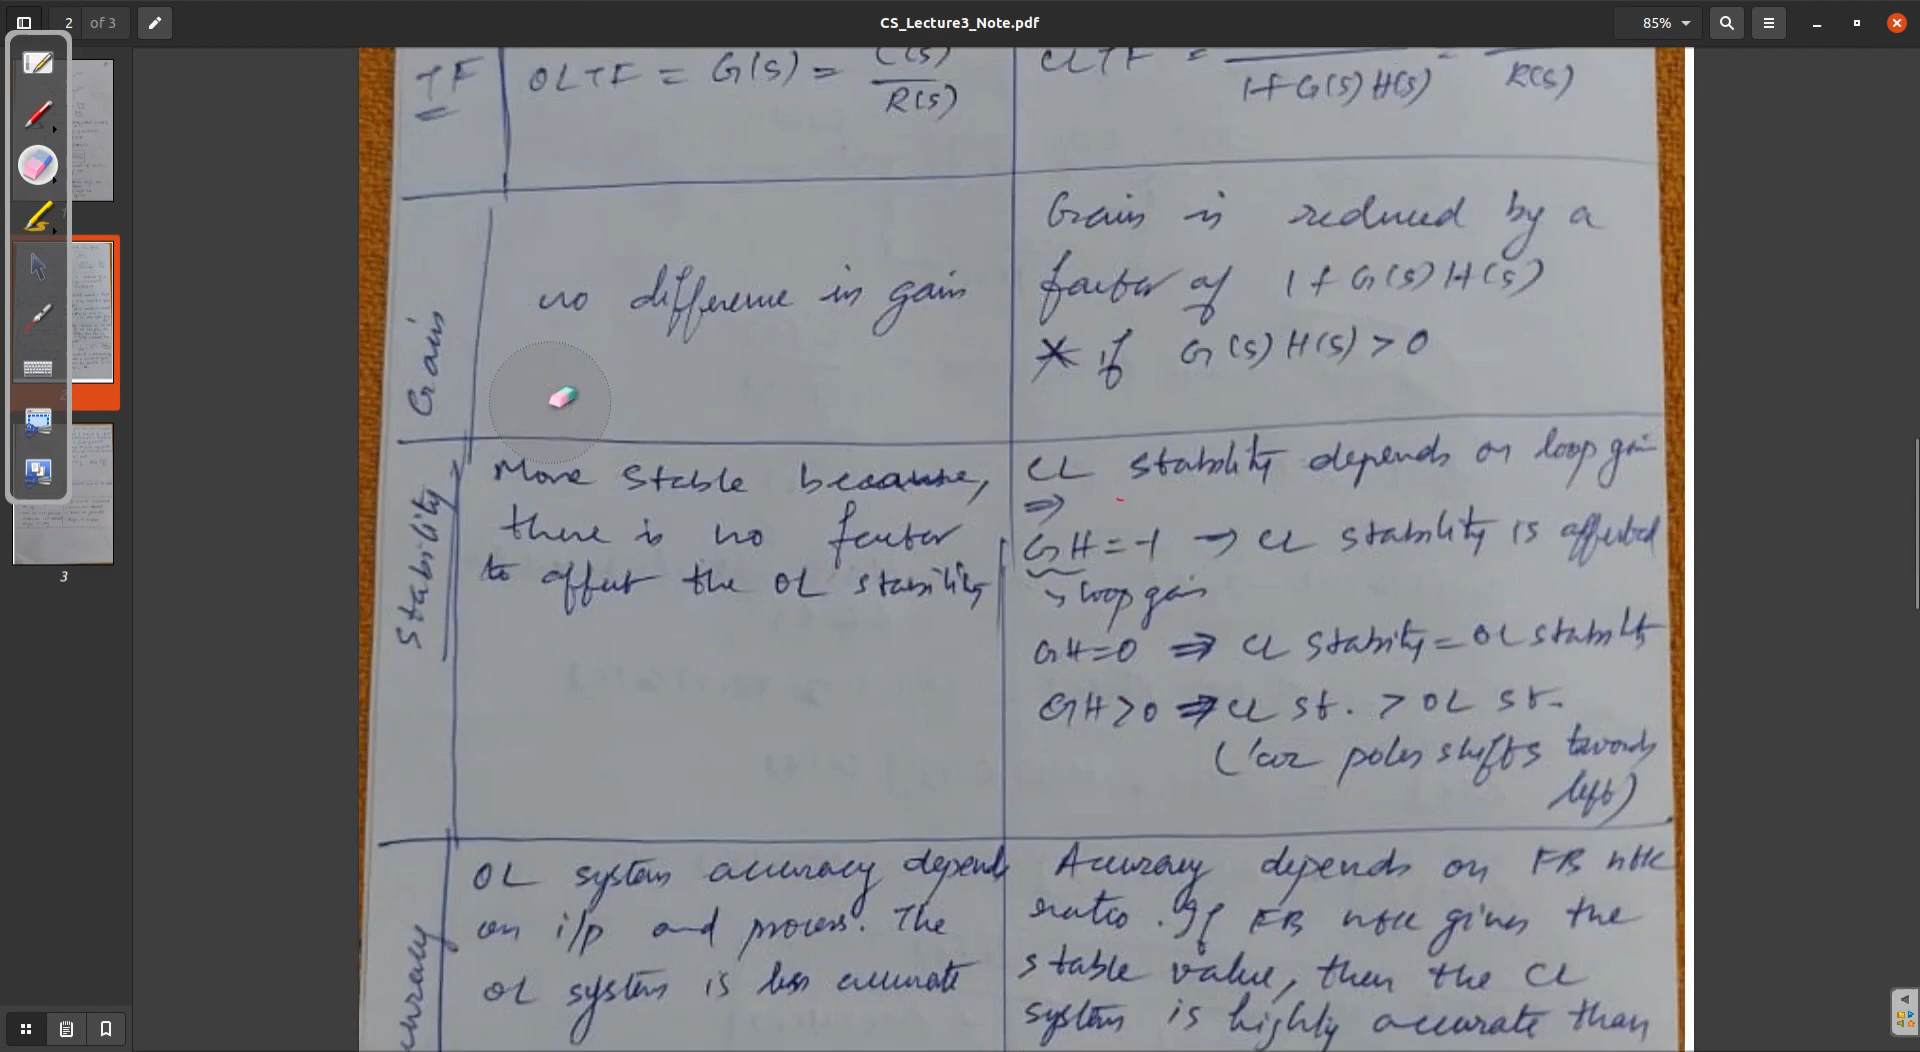 2 of 3
CS_Lecture3_Note.pdf
85%
TF
OLTF = G(s) = C(s)
R(s)
CLTF =
1+G(s)H(s)
R(s)
Gain
no difference in gain
Gain is reduced by a
factor of 1+G(s)H(s)
* if G(s)H(s) > 0
Stability
More stable because,
there is no factor
to affect the OL stability
CL stability depends on loop gain
⇒
GH = -1 → CL stability is affected
↘ loop gain
GH=0 ⇒ CL stability = OL stability
GH>0 ⇒ CL st. > OL st.
('coz poles shifts towards
left)
OL system accuracy depends
on i/p and process. The
OL system is less accurate
Accuracy depends on FB n/k
ratio. If FB n/k gives the
stable value, then the CL
system is highly accurate than
3